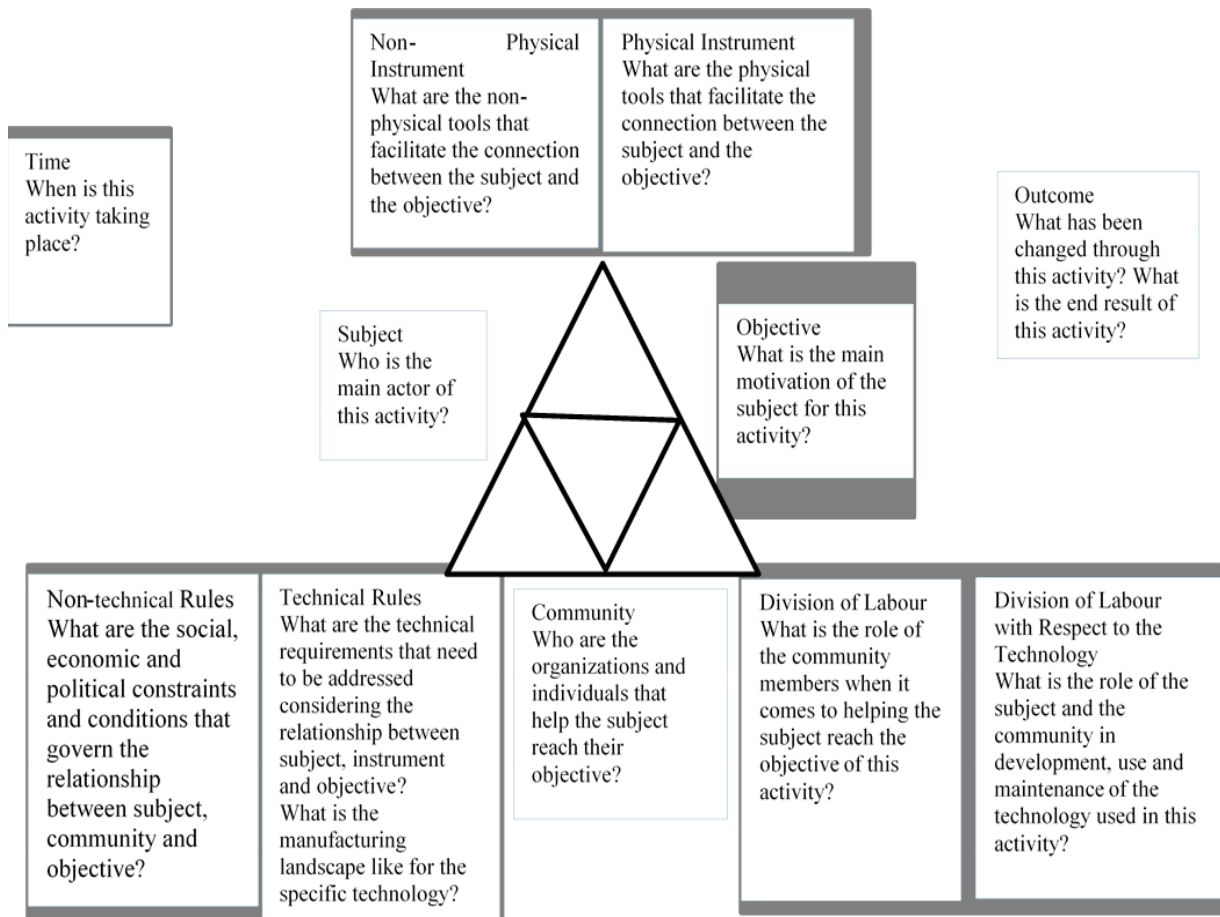 Non- Physical
Instrument
What are the non-
physical tools that
facilitate the connection
between the subject and
the objective?
Physical Instrument
What are the physical
tools that facilitate the
connection between the
subject and the
objective?
Time
When is this
activity taking
place?
Outcome
What has been
changed through
this activity? What
is the end result of
this activity?
Subject
Who is the
main actor of
this activity?
Objective
What is the main
motivation of the
subject for this
activity?
Non-technical Rules
What are the social,
economic and
political constraints
and conditions that
govern the
relationship
between subject,
community and
objective?
Technical Rules
What are the technical
requirements that need
to be addressed
considering the
relationship between
subject, instrument
and objective?
What is the
manufacturing
landscape like for the
specific technology?
Community
Who are the
organizations and
individuals that
help the subject
reach their
objective?
Division of Labour
What is the role of
the community
members when it
comes to helping the
subject reach the
objective of this
activity?
Division of Labour
with Respect to the
Technology
What is the role of the
subject and the
community in
development, use and
maintenance of the
technology used in this
activity?